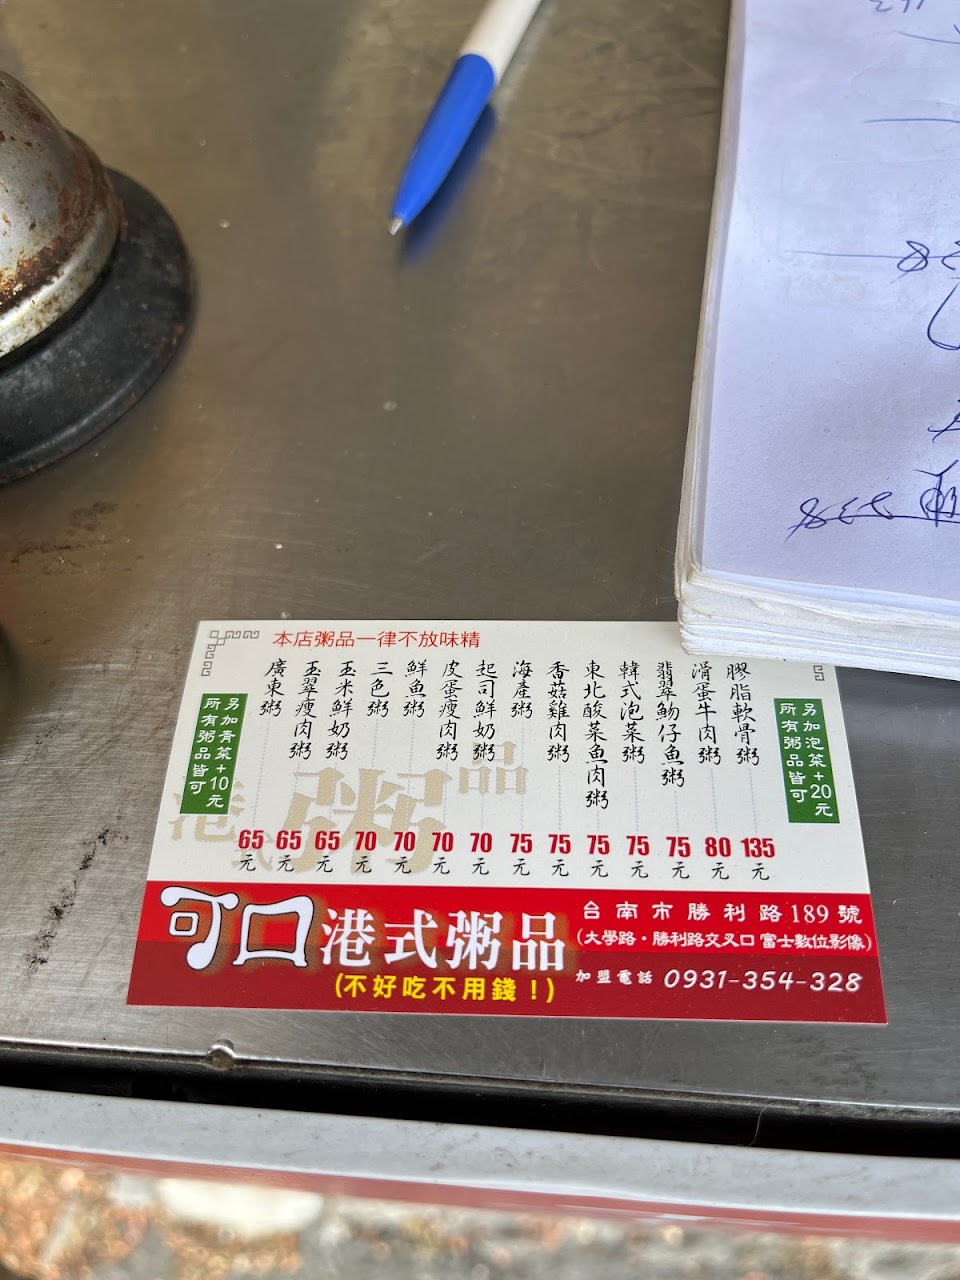 本店粥品一律不放味精
另加青菜+10元
所有粥品皆可
廣東粥 65元
玉翠瘦肉粥 65元
玉米鮮奶粥 65元
三色粥 70元
鮮魚粥 70元
皮蛋瘦肉粥 70元
起司鮮奶粥 70元
海產粥 75元
香菇雞肉粥 75元
東北酸菜魚肉粥 75元
韓式泡菜粥 75元
翡翠魩仔魚粥 75元
滑蛋牛肉粥 80元
膠脂軟骨粥 135元
另加泡菜+20元
所有粥品皆可
港式粥品
可口港式粥品
(不好吃不用錢！)
台南市勝利路189號
(大學路·勝利路交叉口 富士數位影像)
加盟電話 0931-354-328